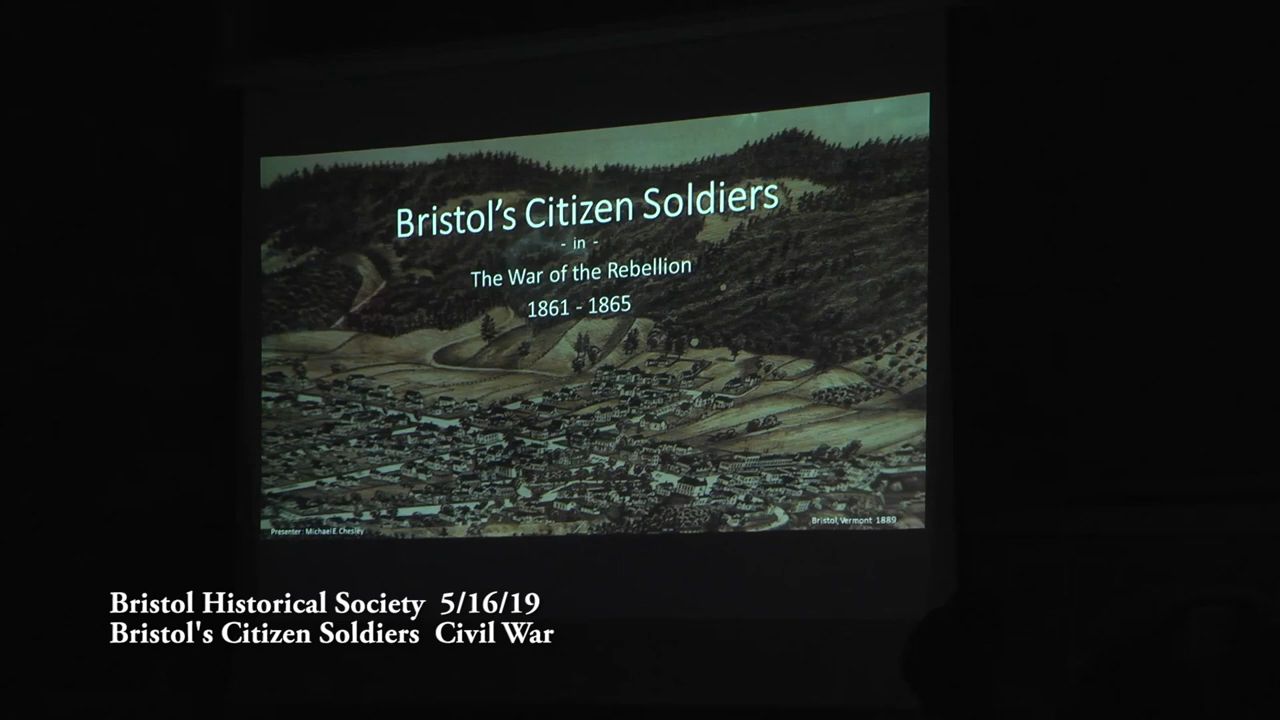 Bristol's Citizen Soldiers
- in -
The War of the Rebellion
1861 - 1865
Presenter: Michael E. Chesley
Bristol, Vermont 1889
Bristol Historical Society 5/16/19
Bristol's Citizen Soldiers Civil War